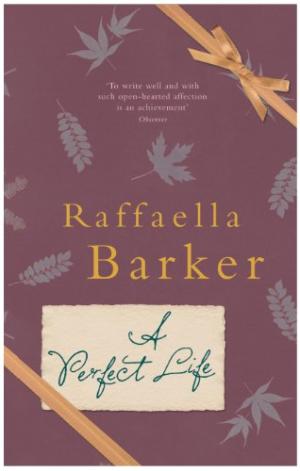 'To write well and with
such open-hearted affection
is an achievement'
Observer
Raffaella
Barker
A
Perfect Life